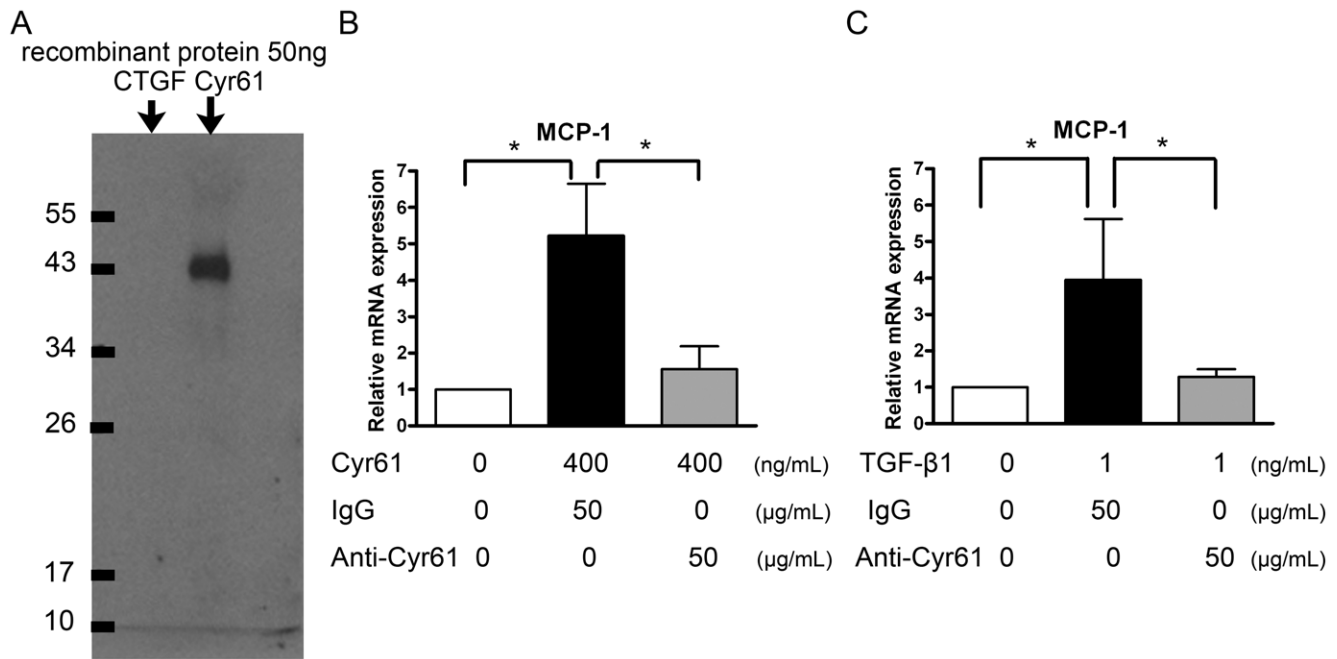 A
recombinant protein 50ng
CTGF Cyr61
55
43
34
26
17
10
B
MCP-1
* *
Relative mRNA expression
7
6
5
4
3
2
1
0
Cyr61 0 400 400 (ng/mL)
IgG 0 50 0 (µg/mL)
Anti-Cyr61 0 0 50 (µg/mL)
C
MCP-1
* *
Relative mRNA expression
7
6
5
4
3
2
1
0
TGF-β1 0 1 1 (ng/mL)
IgG 0 50 0 (µg/mL)
Anti-Cyr61 0 0 50 (µg/mL)